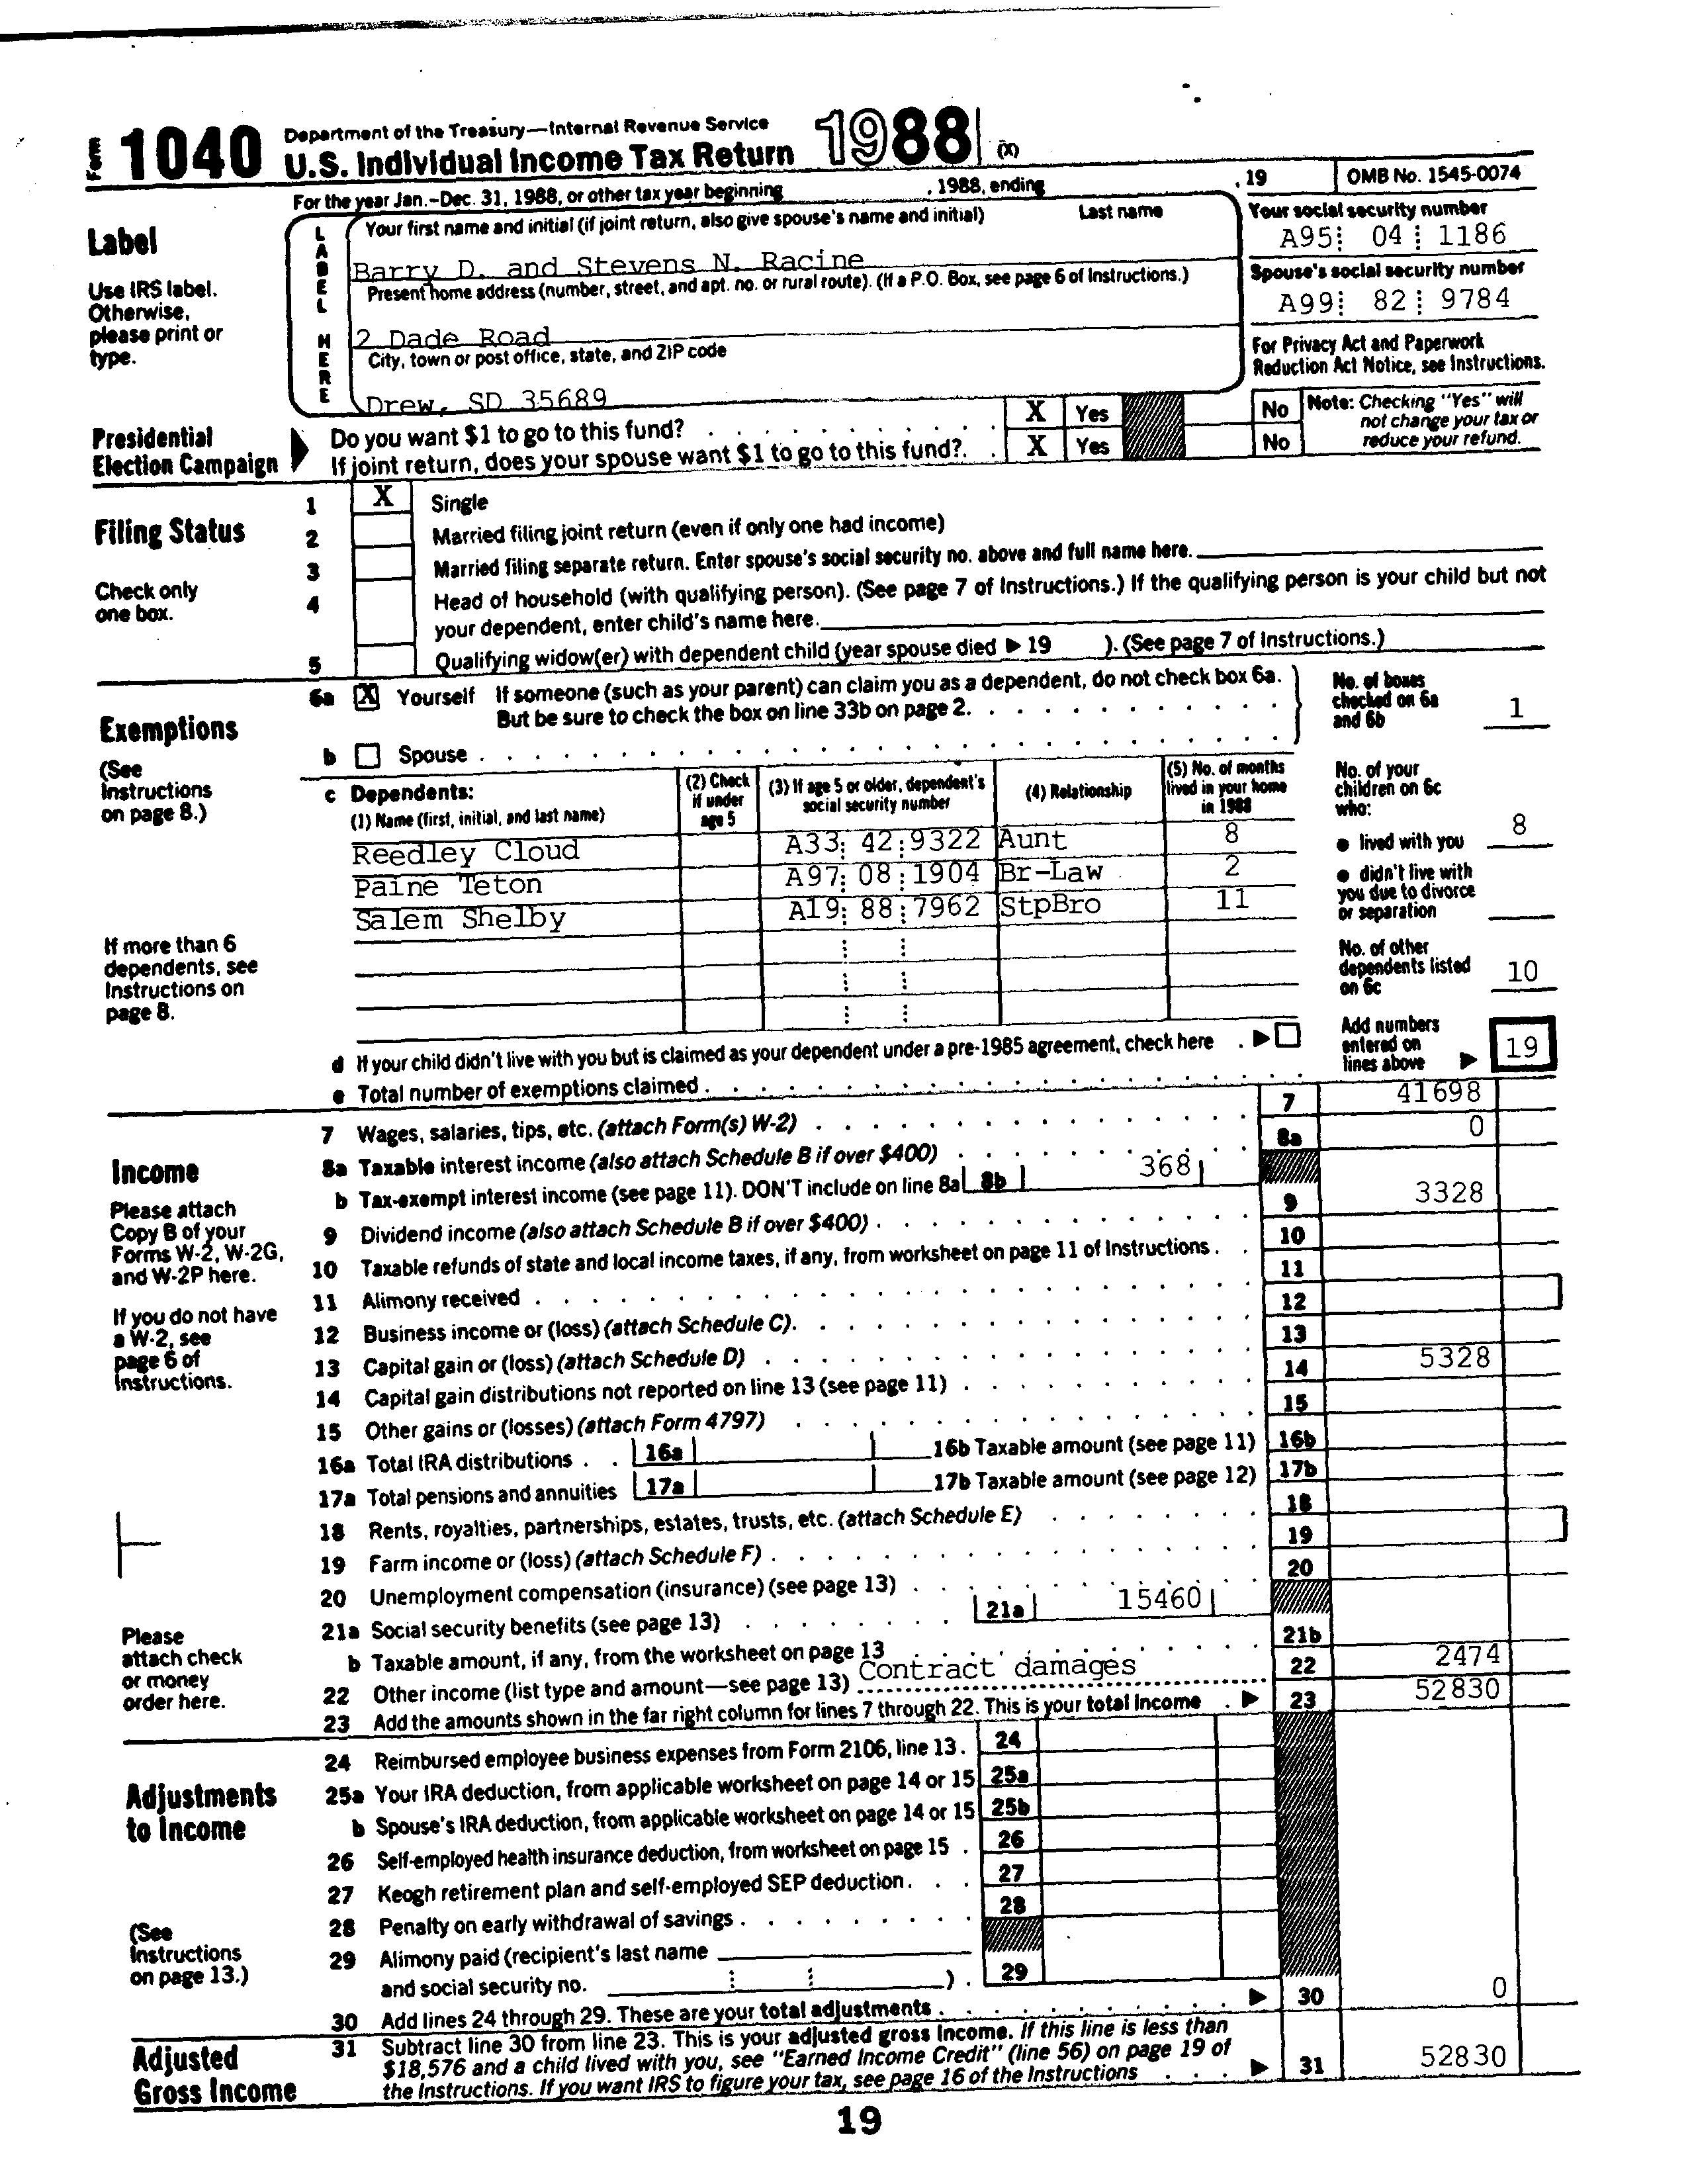 Form 1040 Department of the Treasury—Internal Revenue Service
U.S. Individual Income Tax Return 1988 (X)
For the year Jan.-Dec. 31, 1988, or other tax year beginning , 1988, ending , 19 OMB No. 1545-0074
Label
Use IRS label.
Otherwise,
please print or
type.
LABEL HERE
Your first name and initial (if joint return, also give spouse's name and initial) Last name
Barry D. and Stevens N. Racine
Present home address (number, street, and apt. no. or rural route). (If a P.O. Box, see page 6 of Instructions.)
2 Dade Road
City, town or post office, state, and ZIP code
Drew, SD 35689
Your social security number
A95 04 1186
Spouse's social security number
A99 82 9784
For Privacy Act and Paperwork
Reduction Act Notice, see Instructions.
Presidential
Election Campaign
Do you want $1 to go to this fund? X Yes No
If joint return, does your spouse want $1 to go to this fund?. X Yes No
Note: Checking "Yes" will
not change your tax or
reduce your refund.
Filing Status
Check only
one box.
1 X Single
2 Married filing joint return (even if only one had income)
3 Married filing separate return. Enter spouse's social security no. above and full name here.
4 Head of household (with qualifying person). (See page 7 of Instructions.) If the qualifying person is your child but not
your dependent, enter child's name here.
5 Qualifying widow(er) with dependent child (year spouse died ▶ 19 ). (See page 7 of Instructions.)
Exemptions
(See
Instructions
on page 8.)
6a X Yourself If someone (such as your parent) can claim you as a dependent, do not check box 6a.
But be sure to check the box on line 33b on page 2.
b Spouse
No. of boxes
checked on 6a
and 6b 1
c Dependents:
(1) Name (first, initial, and last name)
(2) Check
if under
age 5
(3) If age 5 or older, dependent's
social security number
(4) Relationship
(5) No. of months
lived in your home
in 1988
Reedley Cloud A33 42 9322 Aunt 8
Paine Teton A97 08 1904 Br-Law 2
Salem Shelby A19 88 7962 StpBro 11
No. of your
children on 6c
who:
● lived with you 8
● didn't live with
you due to divorce
or separation
No. of other
dependents listed
on 6c 10
If more than 6
dependents, see
Instructions on
page 8.
d If your child didn't live with you but is claimed as your dependent under a pre-1985 agreement, check here ▶
e Total number of exemptions claimed
Add numbers
entered on
lines above ▶ 19
Income
Please attach
Copy B of your
Forms W-2, W-2G,
and W-2P here.
If you do not have
a W-2, see
page 6 of
Instructions.
Please
attach check
or money
order here.
7 Wages, salaries, tips, etc. (attach Form(s) W-2) 7 41698
8a Taxable interest income (also attach Schedule B if over $400) 8a 0
b Tax-exempt interest income (see page 11). DON'T include on line 8a 8b 368
9 Dividend income (also attach Schedule B if over $400) 9 3328
10 Taxable refunds of state and local income taxes, if any, from worksheet on page 11 of Instructions 10
11 Alimony received 11
12 Business income or (loss) (attach Schedule C) 12
13 Capital gain or (loss) (attach Schedule D) 13
14 Capital gain distributions not reported on line 13 (see page 11) 14 5328
15 Other gains or (losses) (attach Form 4797) 15
16a Total IRA distributions 16a 16b Taxable amount (see page 11) 16b
17a Total pensions and annuities 17a 17b Taxable amount (see page 12) 17b
18 Rents, royalties, partnerships, estates, trusts, etc. (attach Schedule E) 18
19 Farm income or (loss) (attach Schedule F) 19
20 Unemployment compensation (insurance) (see page 13) 20
21a Social security benefits (see page 13) 21a 15460
b Taxable amount, if any, from the worksheet on page 13 21b
22 Other income (list type and amount—see page 13) Contract damages 22 2474
23 Add the amounts shown in the far right column for lines 7 through 22. This is your total income ▶ 23 52830
Adjustments
to Income
(See
Instructions
on page 13.)
24 Reimbursed employee business expenses from Form 2106, line 13. 24
25a Your IRA deduction, from applicable worksheet on page 14 or 15 25a
b Spouse's IRA deduction, from applicable worksheet on page 14 or 15 25b
26 Self-employed health insurance deduction, from worksheet on page 15 26
27 Keogh retirement plan and self-employed SEP deduction 27
28 Penalty on early withdrawal of savings 28
29 Alimony paid (recipient's last name
and social security no. ). 29
30 Add lines 24 through 29. These are your total adjustments ▶ 30 0
Adjusted
Gross Income
31 Subtract line 30 from line 23. This is your adjusted gross income. If this line is less than
$18,576 and a child lived with you, see "Earned Income Credit" (line 56) on page 19 of
the Instructions. If you want IRS to figure your tax, see page 16 of the Instructions ▶ 31 52830
19